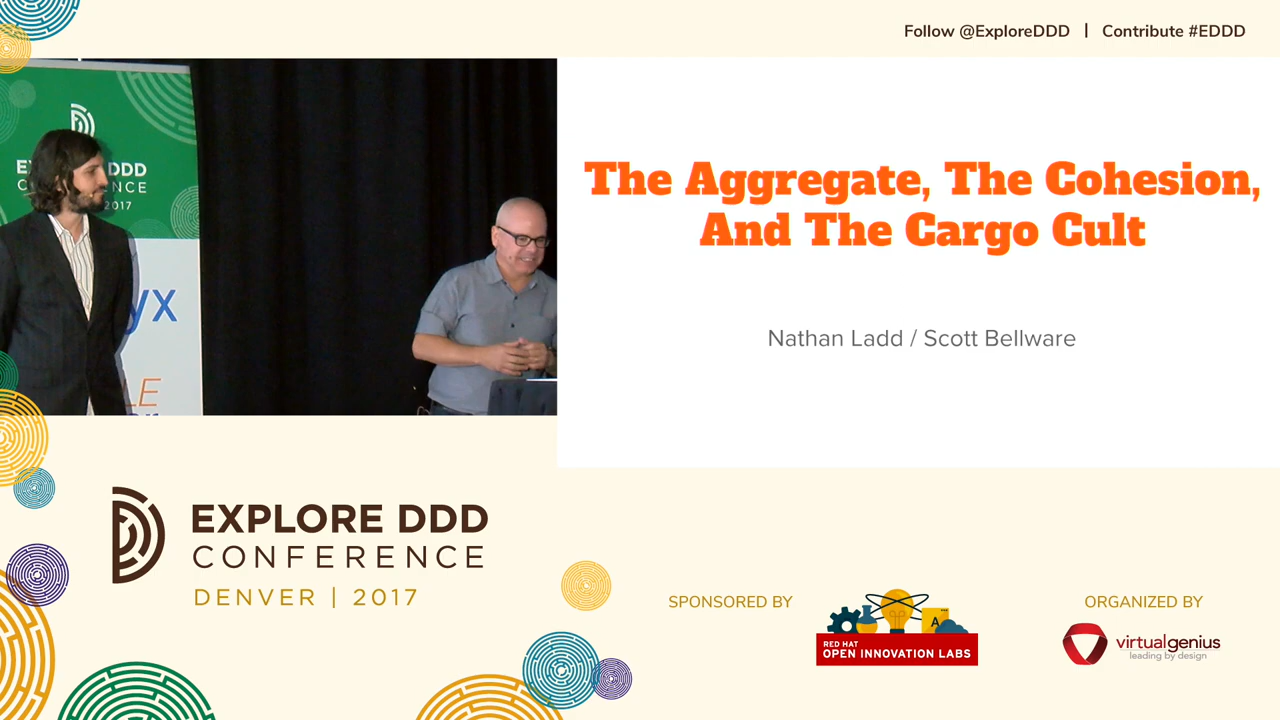 Follow @ExploreDDD | Contribute #EDDD
The Aggregate, The Cohesion,
And The Cargo Cult
Nathan Ladd / Scott Bellware
2017
EXPLORE DDD
CONFERENCE
DENVER | 2017
SPONSORED BY
RED HAT
OPEN INNOVATION LABS
A
ORGANIZED BY
virtualgenius
leading by design